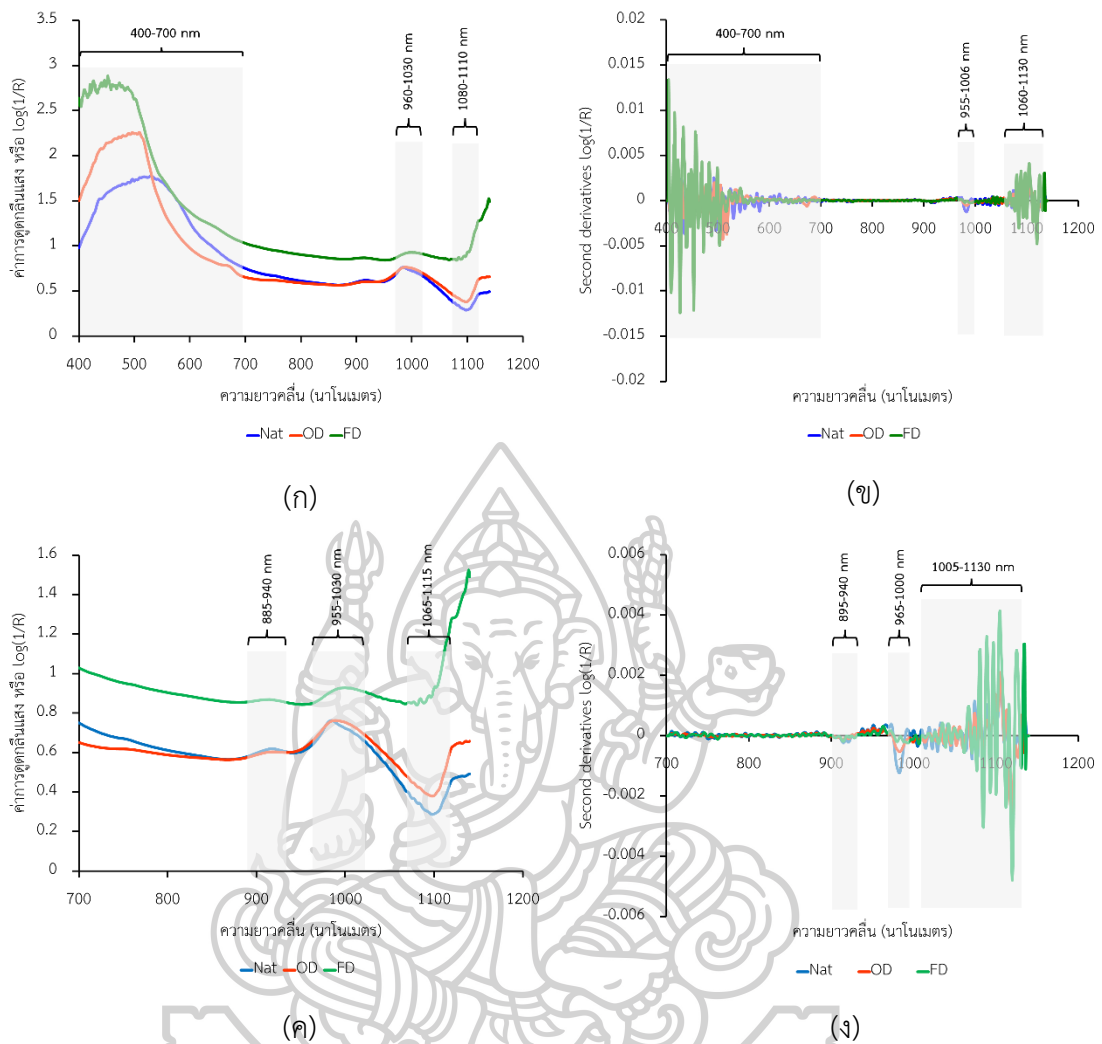 400-700 nm
960-1030 nm
1080-1110 nm
ค่าการดูดกลืนแสง หรือ log(1/R)
3.5
3
2.5
2
1.5
1
0.5
0
400 500 600 700 800 900 1000 1100 1200
ความยาวคลื่น (นาโนเมตร)
Nat OD FD
(ก)
400-700 nm
955-1006 nm
1060-1130 nm
Second derivatives log(1/R)
0.02
0.015
0.01
0.005
0
-0.005
-0.01
-0.015
-0.02
400 500 600 700 800 900 1000 1100 1200
ความยาวคลื่น (นาโนเมตร)
Nat OD FD
(ข)
885-940 nm
955-1030 nm
1065-1115 nm
ค่าการดูดกลืนแสง หรือ log(1/R)
1.6
1.4
1.2
1
0.8
0.6
0.4
0.2
0
700 800 900 1000 1100 1200
ความยาวคลื่น (นาโนเมตร)
Nat OD FD
(ค)
895-940 nm
965-1000 nm
1005-1130 nm
Second derivatives log(1/R)
0.006
0.004
0.002
0
-0.002
-0.004
-0.006
700 800 900 1000 1100 1200
ความยาวคลื่น (นาโนเมตร)
Nat OD FD
(ง)